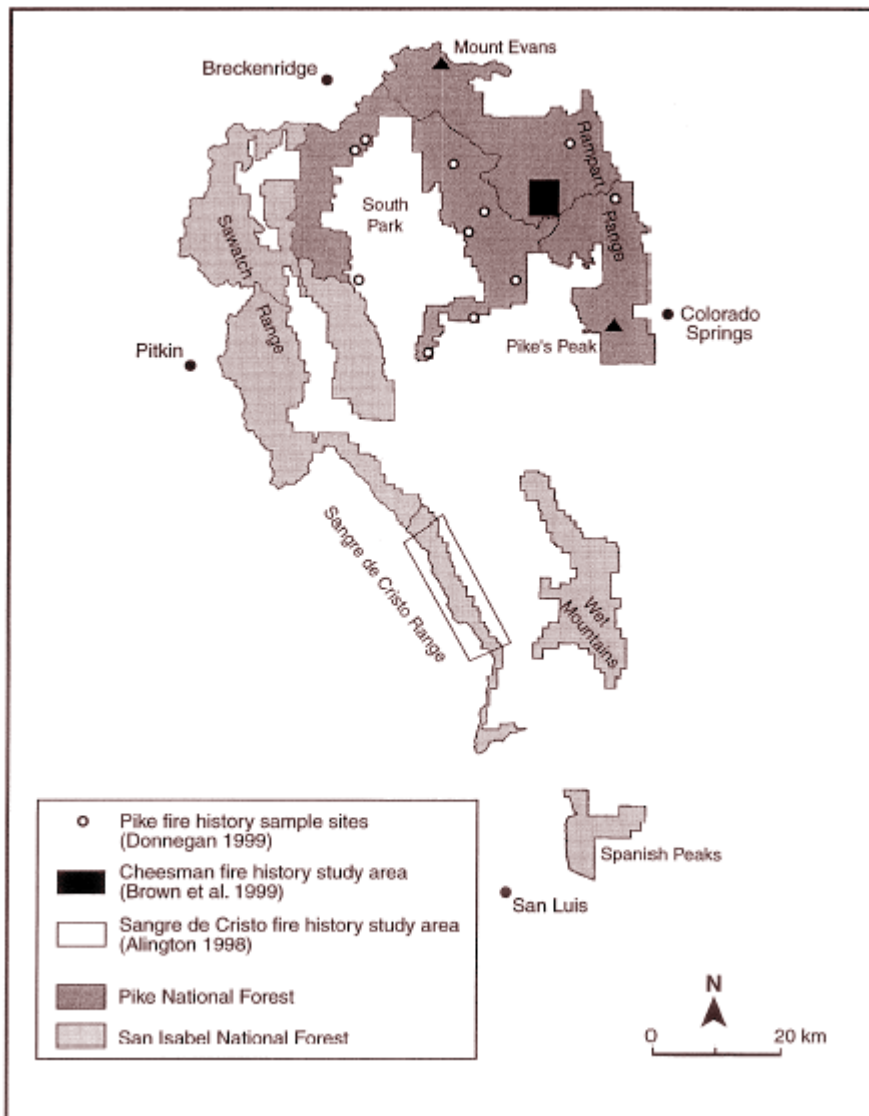 Mount Evans
Breckenridge
Rampart
Range
South
Park
Sawatch
Range
Colorado
Springs
Pitkin
Pike's Peak
Sangre de Cristo Range
Wet
Mountains
Pike fire history sample sites
(Donnegan 1999)
Cheesman fire history study area
(Brown et al. 1999)
Sangre de Cristo fire history study area
(Alington 1998)
Pike National Forest
San Isabel National Forest
Spanish Peaks
San Luis
N
O 20 km